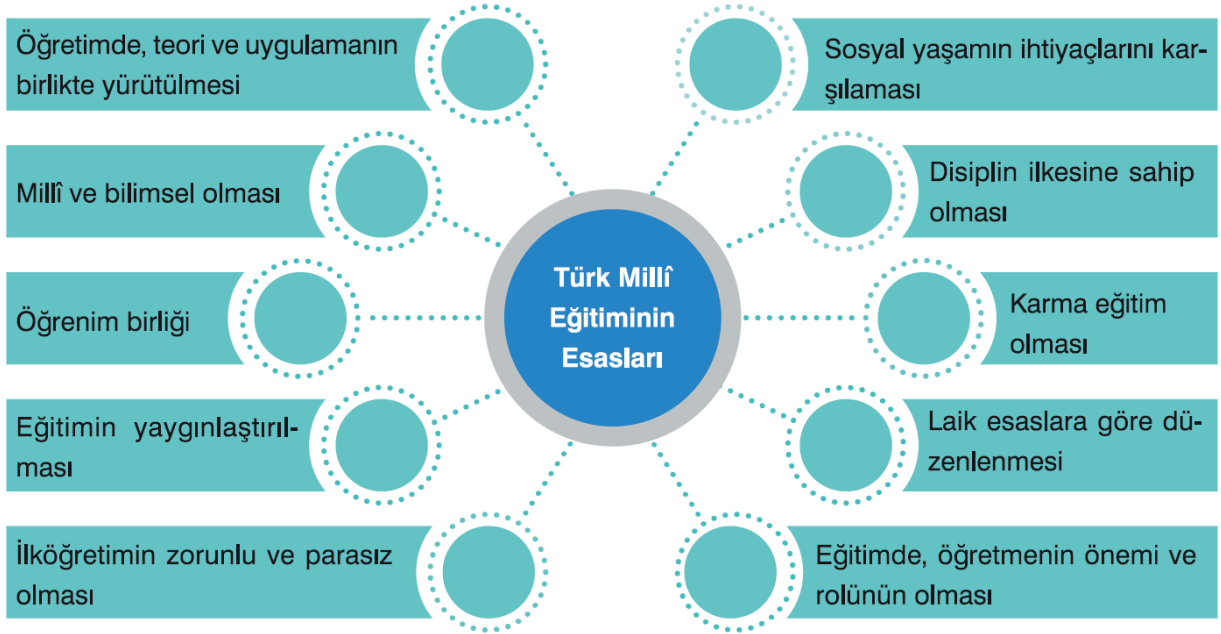 Öğretimde, teori ve uygulamanın
birlikte yürütülmesi
Millî ve bilimsel olması
Öğrenim birliği
Eğitimin yaygınlaştırıl-
ması
İlköğretimin zorunlu ve parasız
olması
Türk Millî
Eğitiminin
Esasları
Sosyal yaşamın ihtiyaçlarını kar-
şılaması
Disiplin ilkesine sahip
olması
Karma eğitim
olması
Laik esaslara göre dü-
zenlenmesi
Eğitimde, öğretmenin önemi ve
rolünün olması